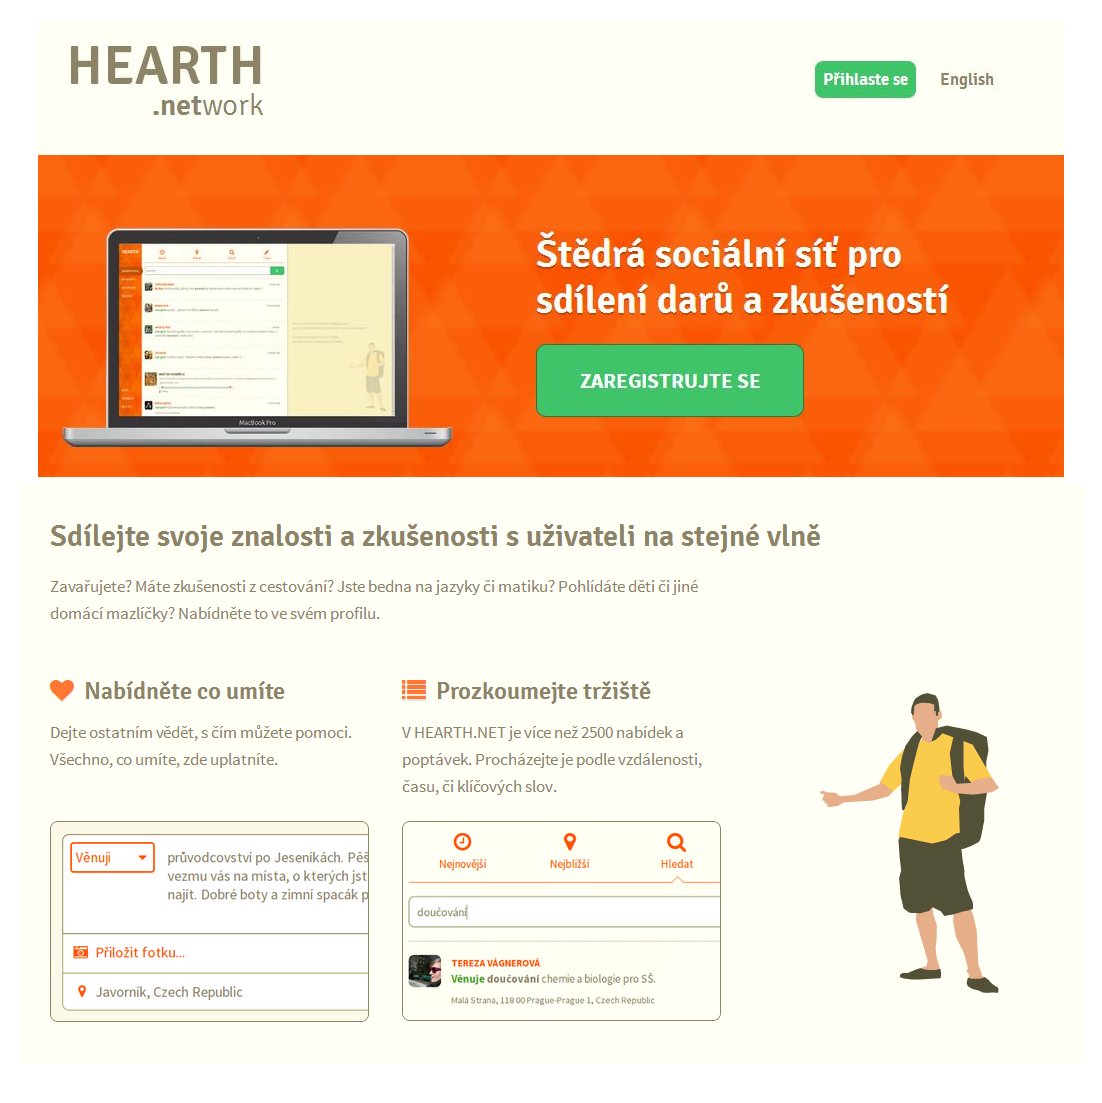 HEARTH
.network
Přihlaste se
English
Štědrá sociální síť pro
sdílení darů a zkušeností
ZAREGISTRUJTE SE
MacBook Pro
Sdílejte svoje znalosti a zkušenosti s uživateli na stejné vlně
Zavařujete? Máte zkušenosti z cestování? Jste bedna na jazyky či matiku? Pohlídáte děti či jiné
domácí mazlíčky? Nabídněte to ve svém profilu.
Nabídněte co umíte
Dejte ostatním vědět, s čím můžete pomoci.
Všechno, co umíte, zde uplatníte.
Věnuji
průvodcovství po Jeseníkách. Pěš
vezmu vás na místa, o kterých jst
najít. Dobré boty a zimní spacák p
Přiložit fotku...
Javorník, Czech Republic
Prozkoumejte tržiště
V HEARTH.NET je více než 2500 nabídek a
poptávek. Procházejte je podle vzdálenosti,
času, či klíčových slov.
Nejnovější
Nejbližší
Hledat
doučování
TEREZA VÁGNEROVÁ
Věnuje doučování chemie a biologie pro SŠ.
Malá Strana, 118 00 Prague-Prague 1, Czech Republic